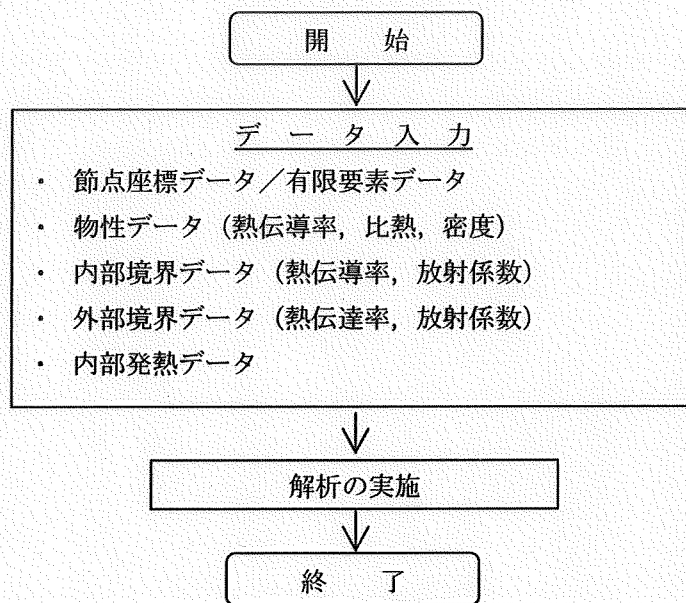 開　始
データ入力
・ 節点座標データ／有限要素データ
・ 物性データ（熱伝導率，比熱，密度）
・ 内部境界データ（熱伝導率，放射係数）
・ 外部境界データ（熱伝達率，放射係数）
・ 内部発熱データ
解析の実施
終　了